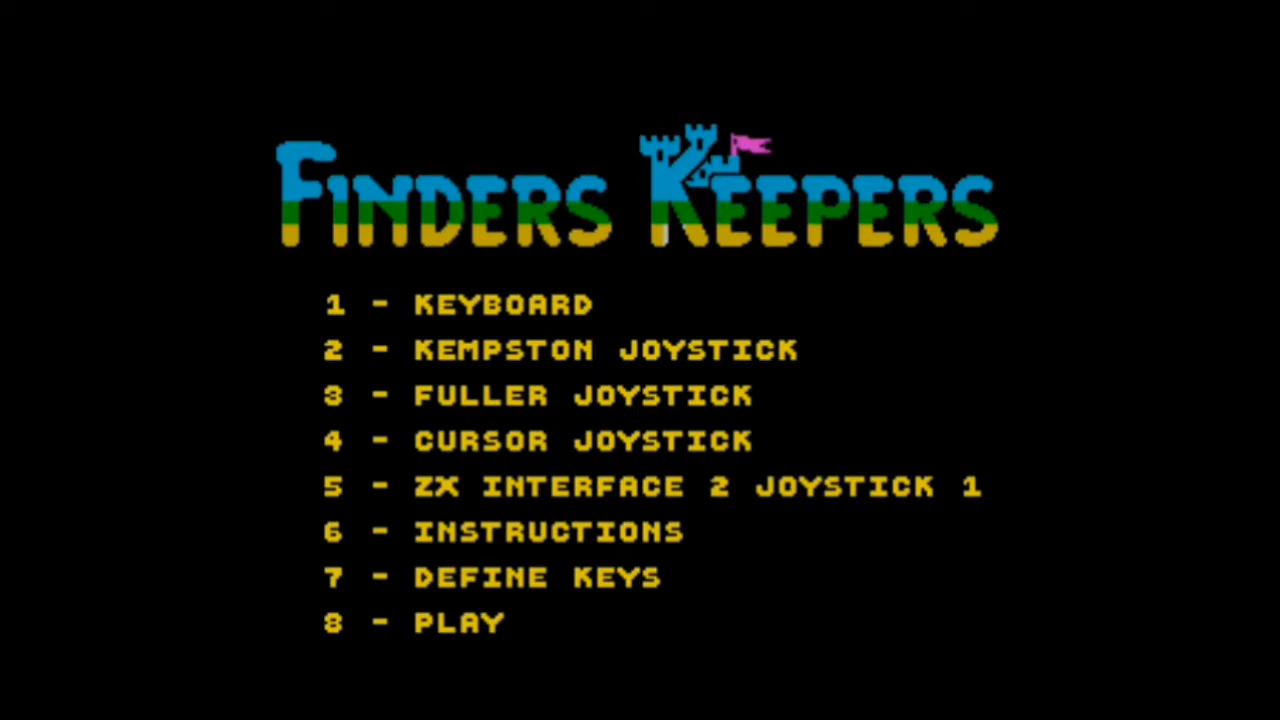 FINDERS KEEPERS
1 - KEYBOARD
2 - KEMPSTON JOYSTICK
3 - FULLER JOYSTICK
4 - CURSOR JOYSTICK
5 - ZX INTERFACE 2 JOYSTICK 1
6 - INSTRUCTIONS
7 - DEFINE KEYS
8 - PLAY